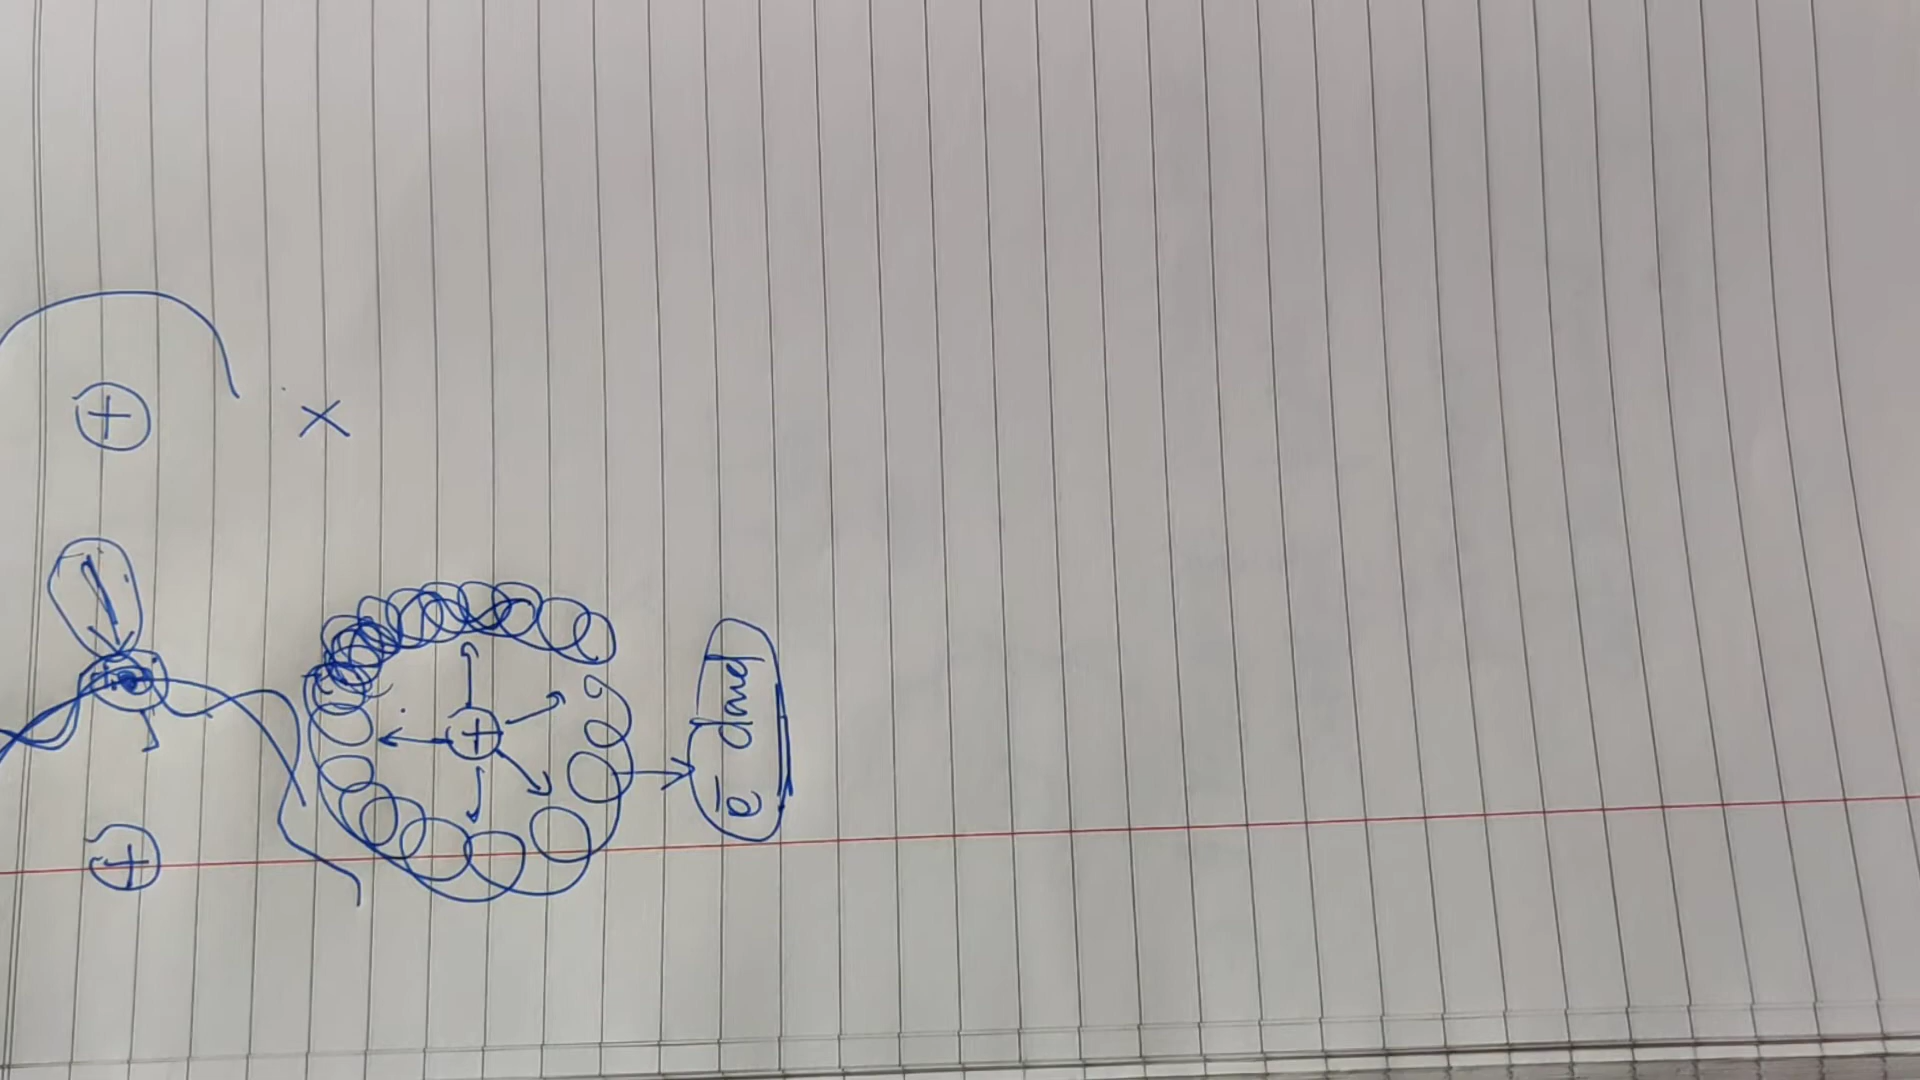 +
×
+
+
ē cloud